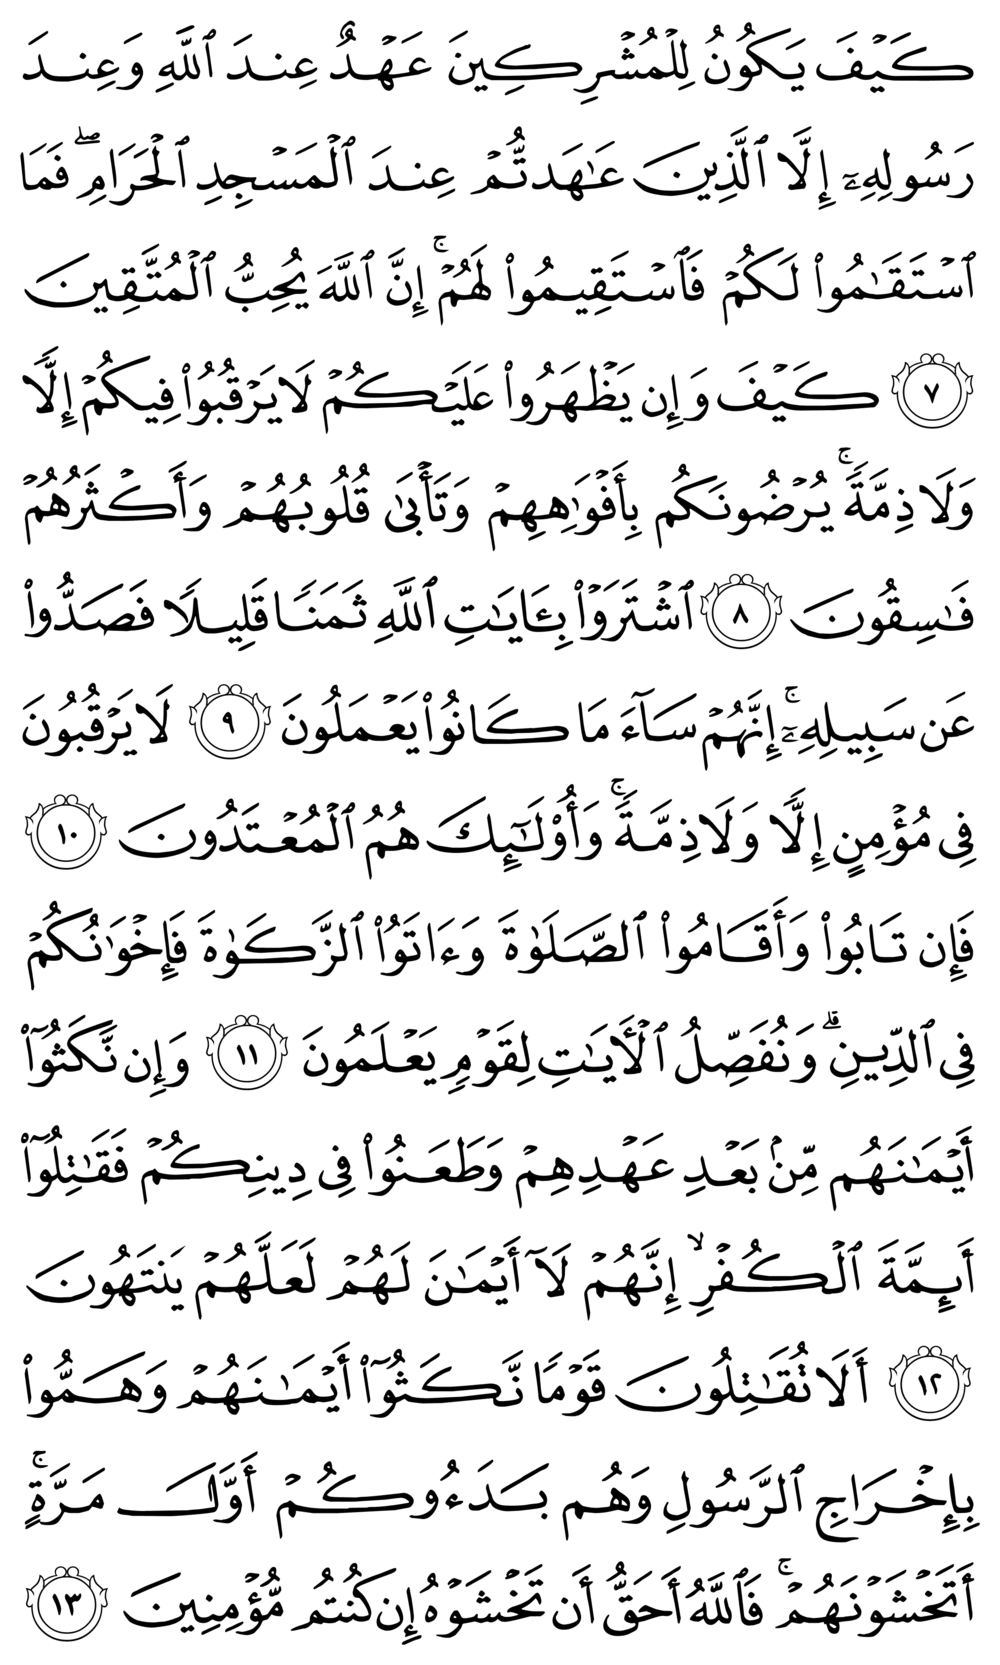 كَيۡفَ يَكُونُ لِلۡمُشۡرِكِينَ عَهۡدٌ عِندَ ٱللَّهِ وَعِندَ
رَسُولِهِۦٓ إِلَّا ٱلَّذِينَ عَٰهَدتُّمۡ عِندَ ٱلۡمَسۡجِدِ ٱلۡحَرَامِۖ فَمَا
ٱسۡتَقَٰمُواْ لَكُمۡ فَٱسۡتَقِيمُواْ لَهُمۡۚ إِنَّ ٱللَّهَ يُحِبُّ ٱلۡمُتَّقِينَ
٧ كَيۡفَ وَإِن يَظۡهَرُواْ عَلَيۡكُمۡ لَا يَرۡقُبُواْ فِيكُمۡ إِلّٗا
وَلَا ذِمَّةٗۚ يُرۡضُونَكُم بِأَفۡوَٰهِهِمۡ وَتَأۡبَىٰ قُلُوبُهُمۡ وَأَكۡثَرُهُمۡ
فَٰسِقُونَ ٨ ٱشۡتَرَوۡاْ بِـَٔايَٰتِ ٱللَّهِ ثَمَنٗا قَلِيلٗا فَصَدُّواْ
عَن سَبِيلِهِۦٓۚ إِنَّهُمۡ سَآءَ مَا كَانُواْ يَعۡمَلُونَ ٩ لَا يَرۡقُبُونَ
فِي مُؤۡمِنٍ إِلّٗا وَلَا ذِمَّةٗۚ وَأُوْلَٰٓئِكَ هُمُ ٱلۡمُعۡتَدُونَ ١٠
فَإِن تَابُواْ وَأَقَامُواْ ٱلصَّلَوٰةَ وَءَاتَوُاْ ٱلزَّكَوٰةَ فَإِخۡوَٰنُكُمۡ
فِي ٱلدِّينِۗ وَنُفَصِّلُ ٱلۡأٓيَٰتِ لِقَوۡمٖ يَعۡلَمُونَ ١١ وَإِن نَّكَثُوٓاْ
أَيۡمَٰنَهُم مِّنۢ بَعۡدِ عَهۡدِهِمۡ وَطَعَنُواْ فِي دِينِكُمۡ فَقَٰتِلُوٓاْ
أَئِمَّةَ ٱلۡكُفۡرِ ۙ إِنَّهُمۡ لَآ أَيۡمَٰنَ لَهُمۡ لَعَلَّهُمۡ يَنتَهُونَ
١٢ أَلَا تُقَٰتِلُونَ قَوۡمٗا نَّكَثُوٓاْ أَيۡمَٰنَهُمۡ وَهَمُّواْ
بِإِخۡرَاجِ ٱلرَّسُولِ وَهُم بَدَءُوكُمۡ أَوَّلَ مَرَّةٍۚ
أَتَخۡشَوۡنَهُمۡۚ فَٱللَّهُ أَحَقُّ أَن تَخۡشَوۡهُ إِن كُنتُم مُّؤۡمِنِينَ ١٣